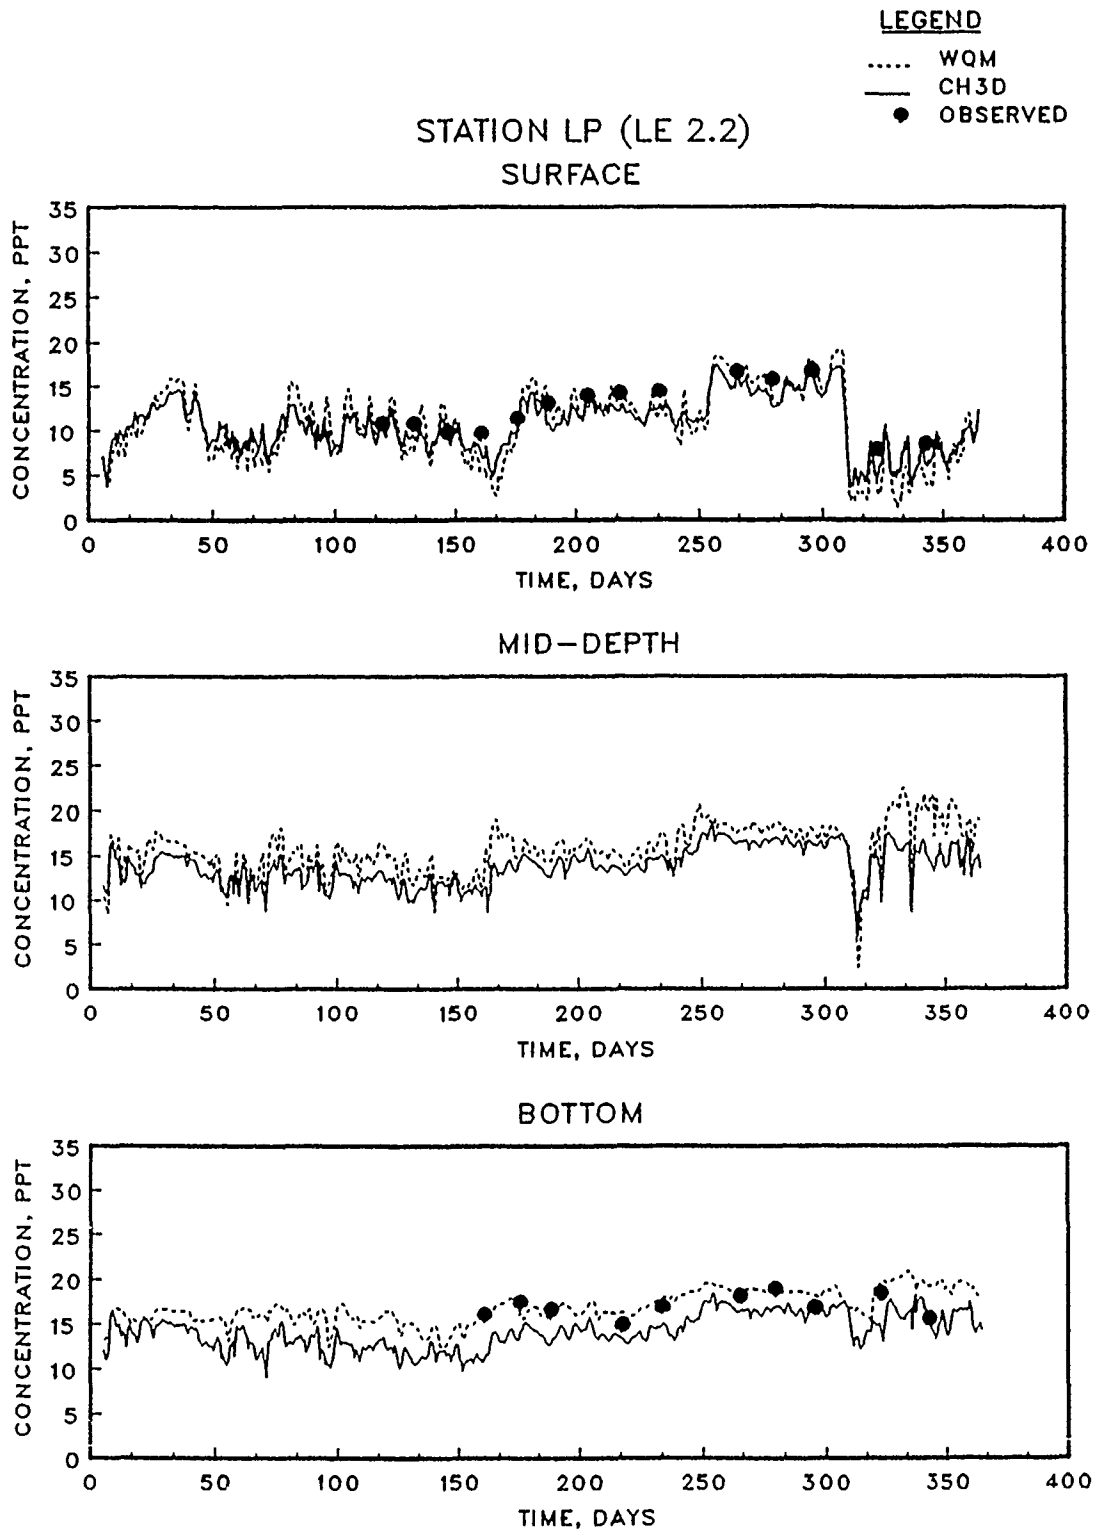 LEGEND
WQM
CH3D
OBSERVED
STATION LP (LE 2.2)
SURFACE
CONCENTRATION, PPT
35
30
25
20
15
10
5
0
0 50 100 150 200 250 300 350 400
TIME, DAYS
MID-DEPTH
CONCENTRATION, PPT
35
30
25
20
15
10
5
0
0 50 100 150 200 250 300 350 400
TIME, DAYS
BOTTOM
CONCENTRATION, PPT
35
30
25
20
15
10
5
0
0 50 100 150 200 250 300 350 400
TIME, DAYS